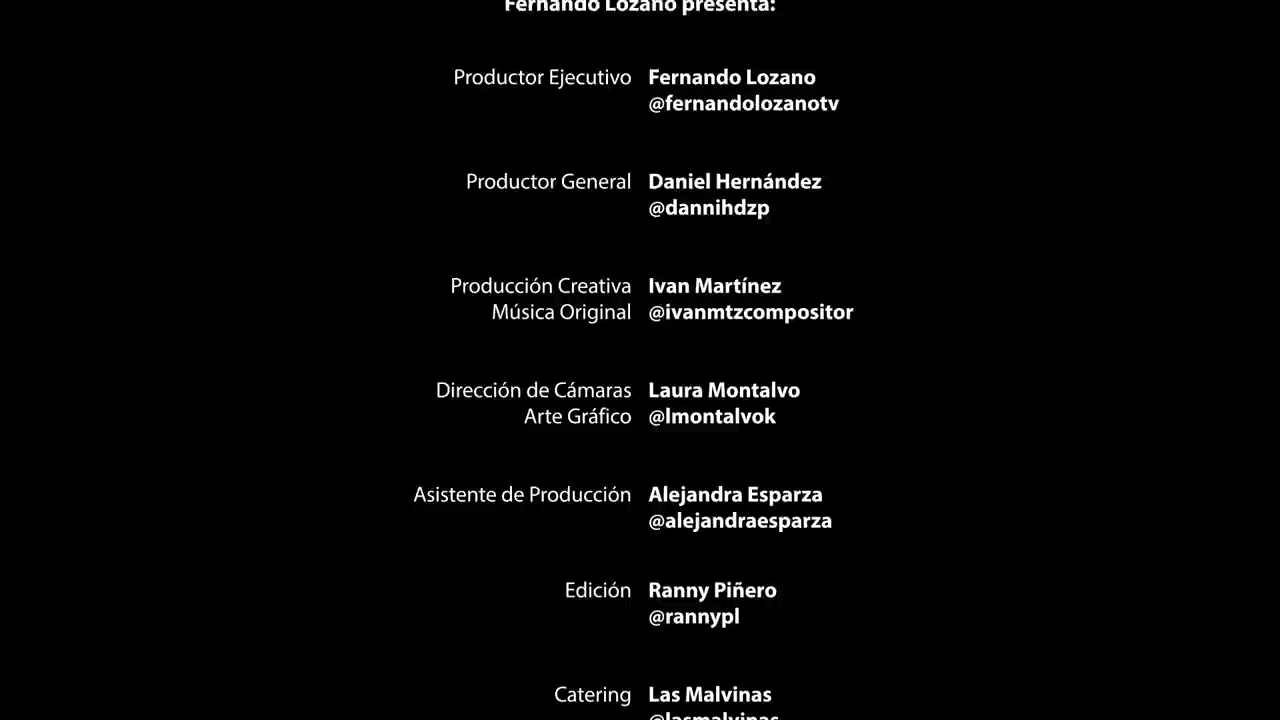 Fernando Lozano presenta:
Productor Ejecutivo Fernando Lozano
@fernandolozanotv
Productor General Daniel Hernández
@dannihdzp
Producción Creativa Ivan Martínez
Música Original @ivanmtzcompositor
Dirección de Cámaras Laura Montalvo
Arte Gráfico @lmontalvok
Asistente de Producción Alejandra Esparza
@alejandraesparza
Edición Ranny Piñero
@rannypl
Catering Las Malvinas
@lasmalvinas